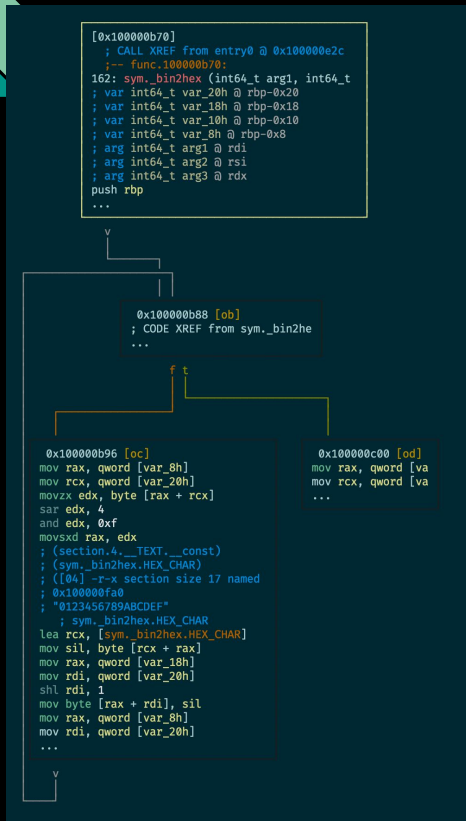 [0x100000b70]
; CALL XREF from entry0 @ 0x100000e2c
;-- func.100000b70:
162: sym._bin2hex (int64_t arg1, int64_t
; var int64_t var_20h @ rbp-0x20
; var int64_t var_18h @ rbp-0x18
; var int64_t var_10h @ rbp-0x10
; var int64_t var_8h @ rbp-0x8
; arg int64_t arg1 @ rdi
; arg int64_t arg2 @ rsi
; arg int64_t arg3 @ rdx
push rbp
...
v
0x100000b88 [ob]
; CODE XREF from sym._bin2he
...
f t
0x100000b96 [oc]
mov rax, qword [var_8h]
mov rcx, qword [var_20h]
movzx edx, byte [rax + rcx]
sar edx, 4
and edx, 0xf
movsxd rax, edx
; (section.4.__TEXT.__const)
; (sym._bin2hex.HEX_CHAR)
; ([04] -r-x section size 17 named
; 0x100000fa0
; "0123456789ABCDEF"
; sym._bin2hex.HEX_CHAR
lea rcx, [sym._bin2hex.HEX_CHAR]
mov sil, byte [rcx + rax]
mov rax, qword [var_18h]
mov rdi, qword [var_20h]
shl rdi, 1
mov byte [rax + rdi], sil
mov rax, qword [var_8h]
mov rdi, qword [var_20h]
...
v
0x100000c00 [od]
mov rax, qword [va
mov rcx, qword [va
...